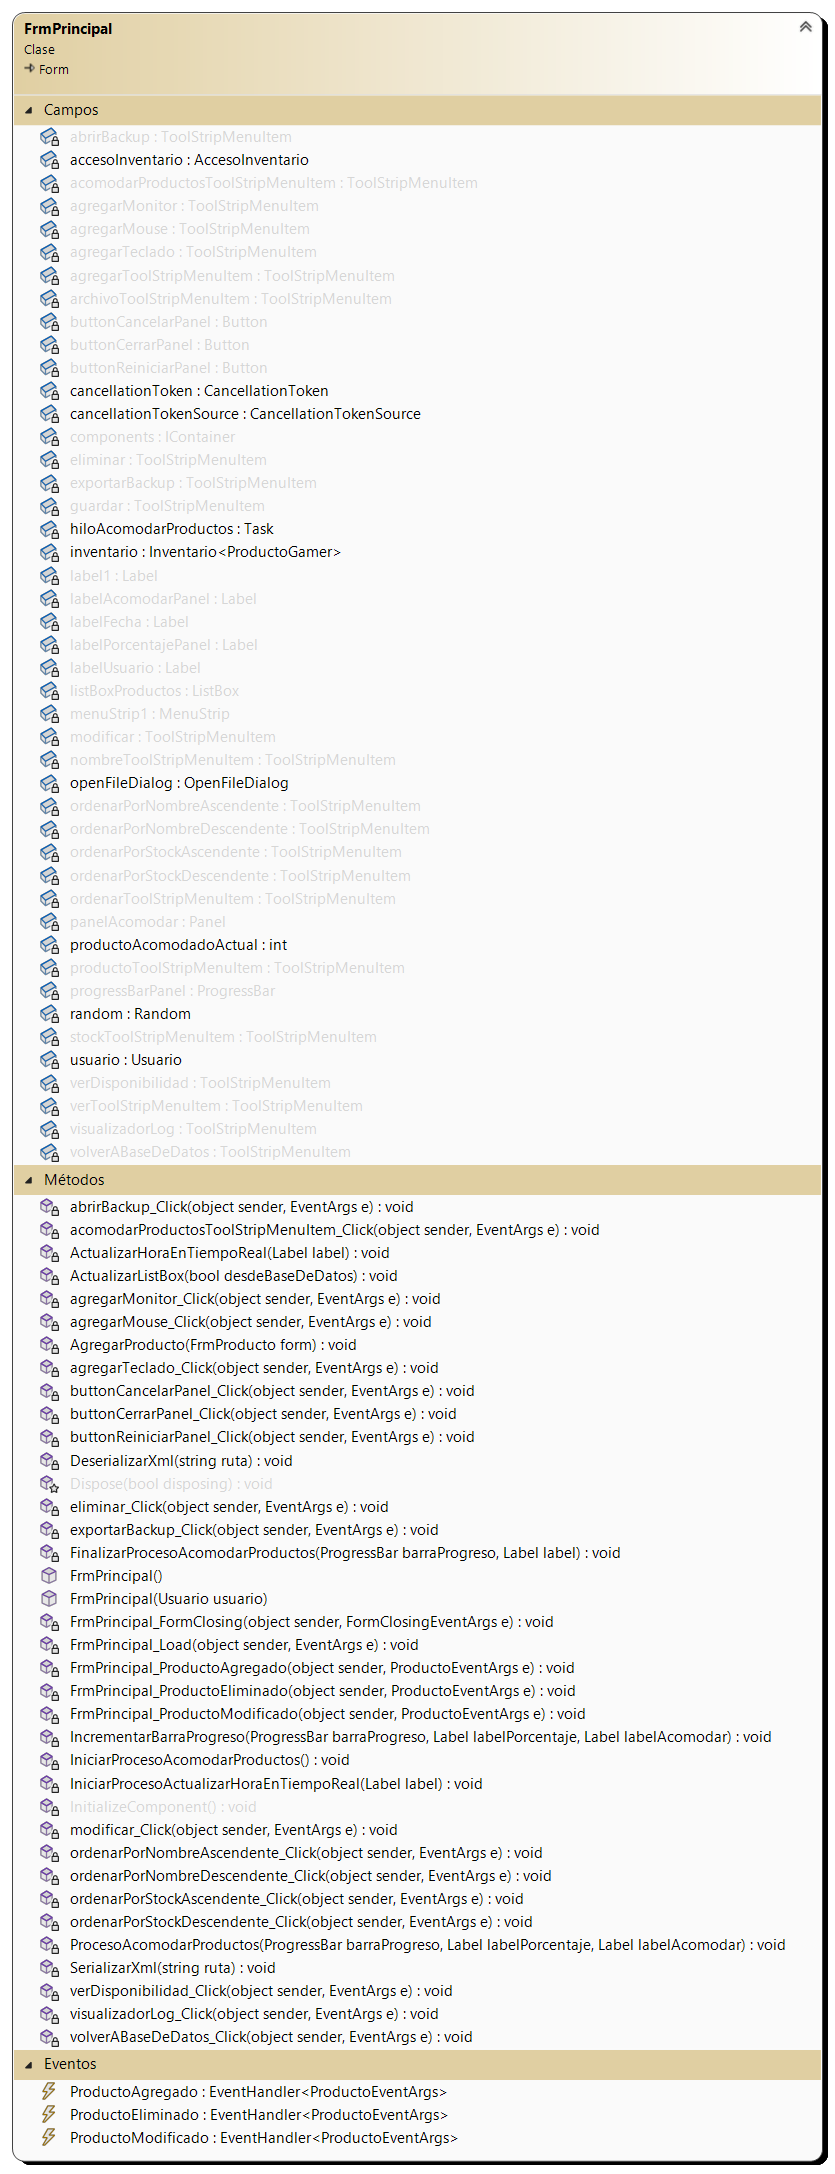 FrmPrincipal
Clase
Form
Campos
abrirBackup : ToolStripMenuItem
accesoInventario : AccesoInventario
acomodarProductosToolStripMenuItem : ToolStripMenuItem
agregarMonitor : ToolStripMenuItem
agregarMouse : ToolStripMenuItem
agregarTeclado : ToolStripMenuItem
agregarToolStripMenuItem : ToolStripMenuItem
archivoToolStripMenuItem : ToolStripMenuItem
buttonCancelarPanel : Button
buttonCerrarPanel : Button
buttonReiniciarPanel : Button
cancellationToken : CancellationToken
cancellationTokenSource : CancellationTokenSource
components : IContainer
eliminar : ToolStripMenuItem
exportarBackup : ToolStripMenuItem
guardar : ToolStripMenuItem
hiloAcomodarProductos : Task
inventario : Inventario<ProductoGamer>
label1 : Label
labelAcomodarPanel : Label
labelFecha : Label
labelPorcentajePanel : Label
labelUsuario : Label
listBoxProductos : ListBox
menuStrip1 : MenuStrip
modificar : ToolStripMenuItem
nombreToolStripMenuItem : ToolStripMenuItem
openFileDialog : OpenFileDialog
ordenarPorNombreAscendente : ToolStripMenuItem
ordenarPorNombreDescendente : ToolStripMenuItem
ordenarPorStockAscendente : ToolStripMenuItem
ordenarPorStockDescendente : ToolStripMenuItem
ordenarToolStripMenuItem : ToolStripMenuItem
panelAcomodar : Panel
productoAcomodadoActual : int
productoToolStripMenuItem : ToolStripMenuItem
progressBarPanel : ProgressBar
random : Random
stockToolStripMenuItem : ToolStripMenuItem
usuario : Usuario
verDisponibilidad : ToolStripMenuItem
verToolStripMenuItem : ToolStripMenuItem
visualizadorLog : ToolStripMenuItem
volverABaseDeDatos : ToolStripMenuItem
Métodos
abrirBackup_Click(object sender, EventArgs e) : void
acomodarProductosToolStripMenuItem_Click(object sender, EventArgs e) : void
ActualizarHoraEnTiempoReal(Label label) : void
ActualizarListBox(bool desdeBaseDeDatos) : void
agregarMonitor_Click(object sender, EventArgs e) : void
agregarMouse_Click(object sender, EventArgs e) : void
AgregarProducto(FrmProducto form) : void
agregarTeclado_Click(object sender, EventArgs e) : void
buttonCancelarPanel_Click(object sender, EventArgs e) : void
buttonCerrarPanel_Click(object sender, EventArgs e) : void
buttonReiniciarPanel_Click(object sender, EventArgs e) : void
DeserializarXml(string ruta) : void
Dispose(bool disposing) : void
eliminar_Click(object sender, EventArgs e) : void
exportarBackup_Click(object sender, EventArgs e) : void
FinalizarProcesoAcomodarProductos(ProgressBar barraProgreso, Label label) : void
FrmPrincipal()
FrmPrincipal(Usuario usuario)
FrmPrincipal_FormClosing(object sender, FormClosingEventArgs e) : void
FrmPrincipal_Load(object sender, EventArgs e) : void
FrmPrincipal_ProductoAgregado(object sender, ProductoEventArgs e) : void
FrmPrincipal_ProductoEliminado(object sender, ProductoEventArgs e) : void
FrmPrincipal_ProductoModificado(object sender, ProductoEventArgs e) : void
IncrementarBarraProgreso(ProgressBar barraProgreso, Label labelPorcentaje, Label labelAcomodar) : void
IniciarProcesoAcomodarProductos() : void
IniciarProcesoActualizarHoraEnTiempoReal(Label label) : void
InitializeComponent() : void
modificar_Click(object sender, EventArgs e) : void
ordenarPorNombreAscendente_Click(object sender, EventArgs e) : void
ordenarPorNombreDescendente_Click(object sender, EventArgs e) : void
ordenarPorStockAscendente_Click(object sender, EventArgs e) : void
ordenarPorStockDescendente_Click(object sender, EventArgs e) : void
ProcesoAcomodarProductos(ProgressBar barraProgreso, Label labelPorcentaje, Label labelAcomodar) : void
SerializarXml(string ruta) : void
verDisponibilidad_Click(object sender, EventArgs e) : void
visualizadorLog_Click(object sender, EventArgs e) : void
volverABaseDeDatos_Click(object sender, EventArgs e) : void
Eventos
ProductoAgregado : EventHandler<ProductoEventArgs>
ProductoEliminado : EventHandler<ProductoEventArgs>
ProductoModificado : EventHandler<ProductoEventArgs>